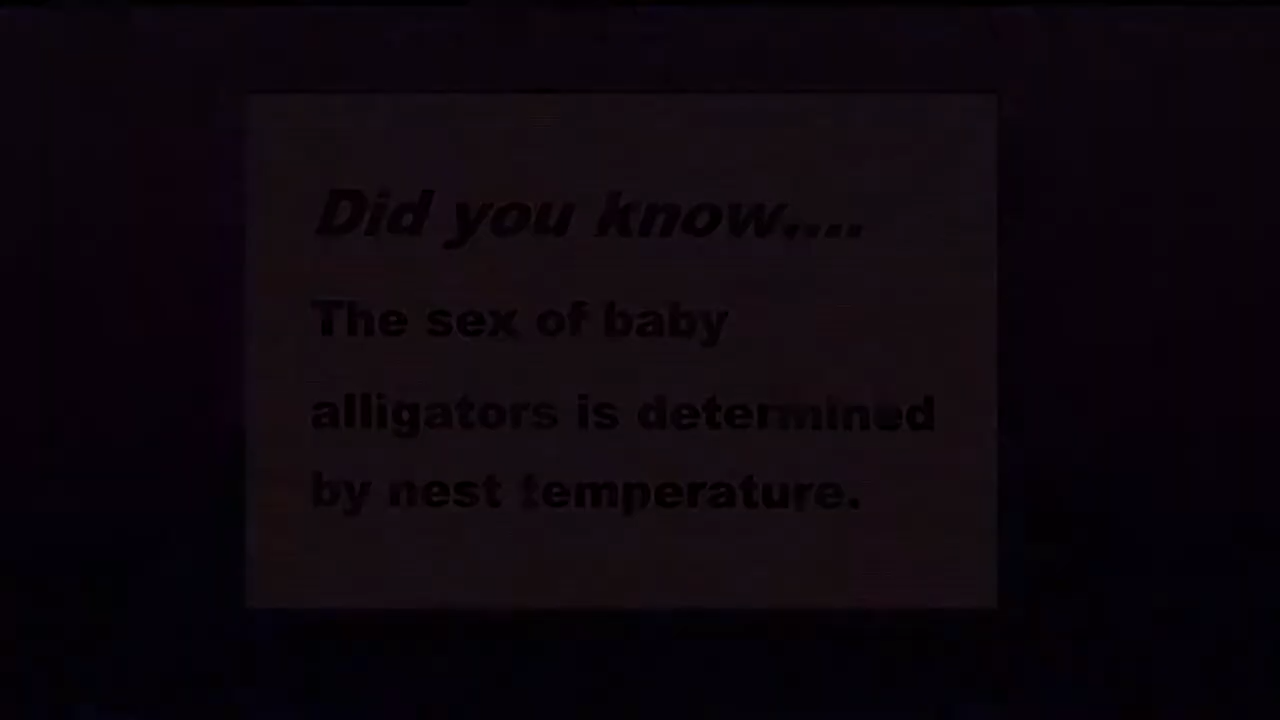 Did you know....
The sex of baby
alligators is determined
by nest temperature.